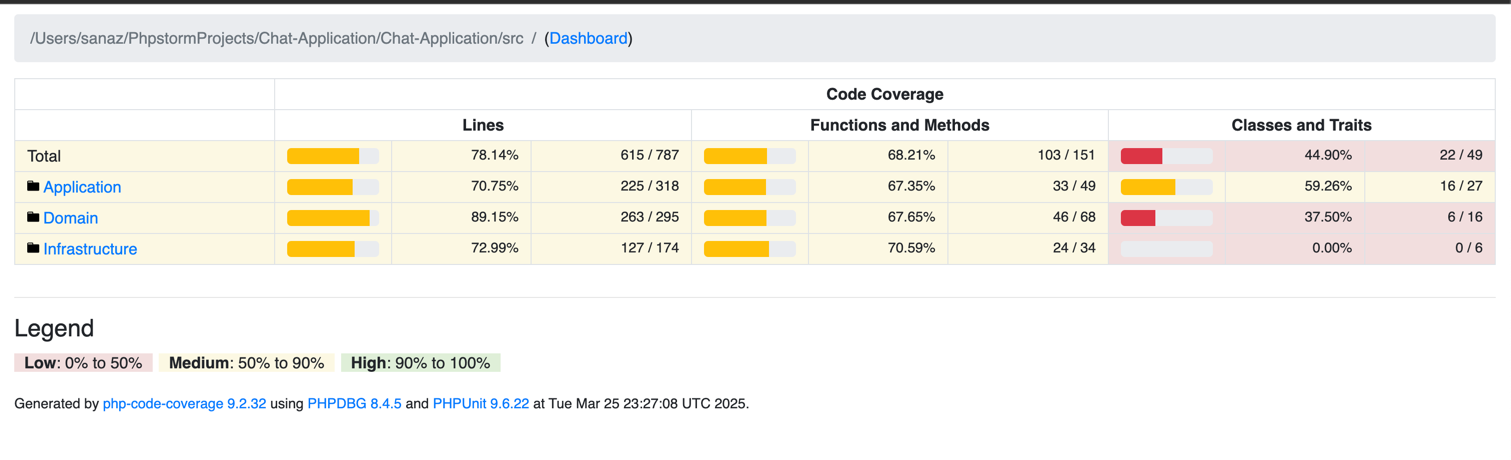 /Users/sanaz/PhpstormProjects/Chat-Application/Chat-Application/src / (Dashboard)
Code Coverage
Lines Functions and Methods Classes and Traits
Total 78.14% 615 / 787 68.21% 103 / 151 44.90% 22 / 49
Application 70.75% 225 / 318 67.35% 33 / 49 59.26% 16 / 27
Domain 89.15% 263 / 295 67.65% 46 / 68 37.50% 6 / 16
Infrastructure 72.99% 127 / 174 70.59% 24 / 34 0.00% 0 / 6
Legend
Low: 0% to 50% Medium: 50% to 90% High: 90% to 100%
Generated by php-code-coverage 9.2.32 using PHPDBG 8.4.5 and PHPUnit 9.6.22 at Tue Mar 25 23:27:08 UTC 2025.